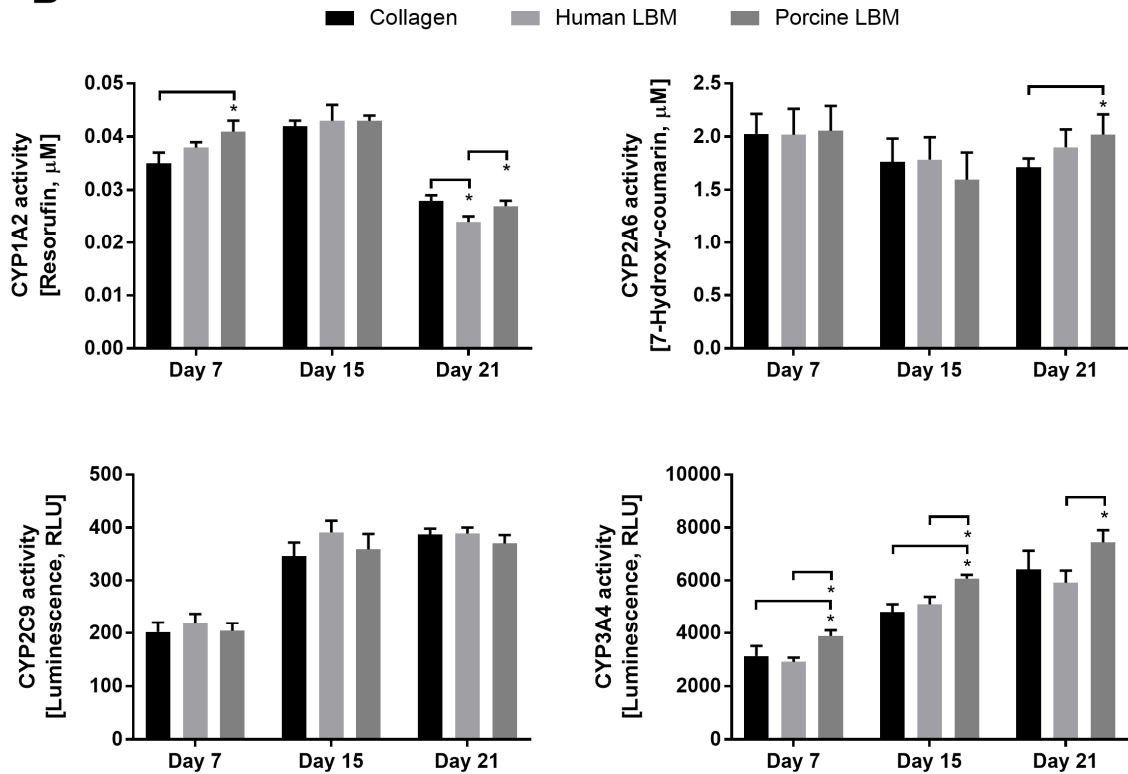 Collagen Human LBM Porcine LBM
CYP1A2 activity
[Resorufin, μM]
0.05
0.04
0.03
0.02
0.01
0.00
*
*
*
Day 7 Day 15 Day 21
CYP2A6 activity
[7-Hydroxy-coumarin, μM]
2.5
2.0
1.5
1.0
0.5
0.0
*
Day 7 Day 15 Day 21
CYP2C9 activity
[Luminescence, RLU]
500
400
300
200
100
0
Day 7 Day 15 Day 21
CYP3A4 activity
[Luminescence, RLU]
10000
8000
6000
4000
2000
0
*
*
*
*
*
Day 7 Day 15 Day 21